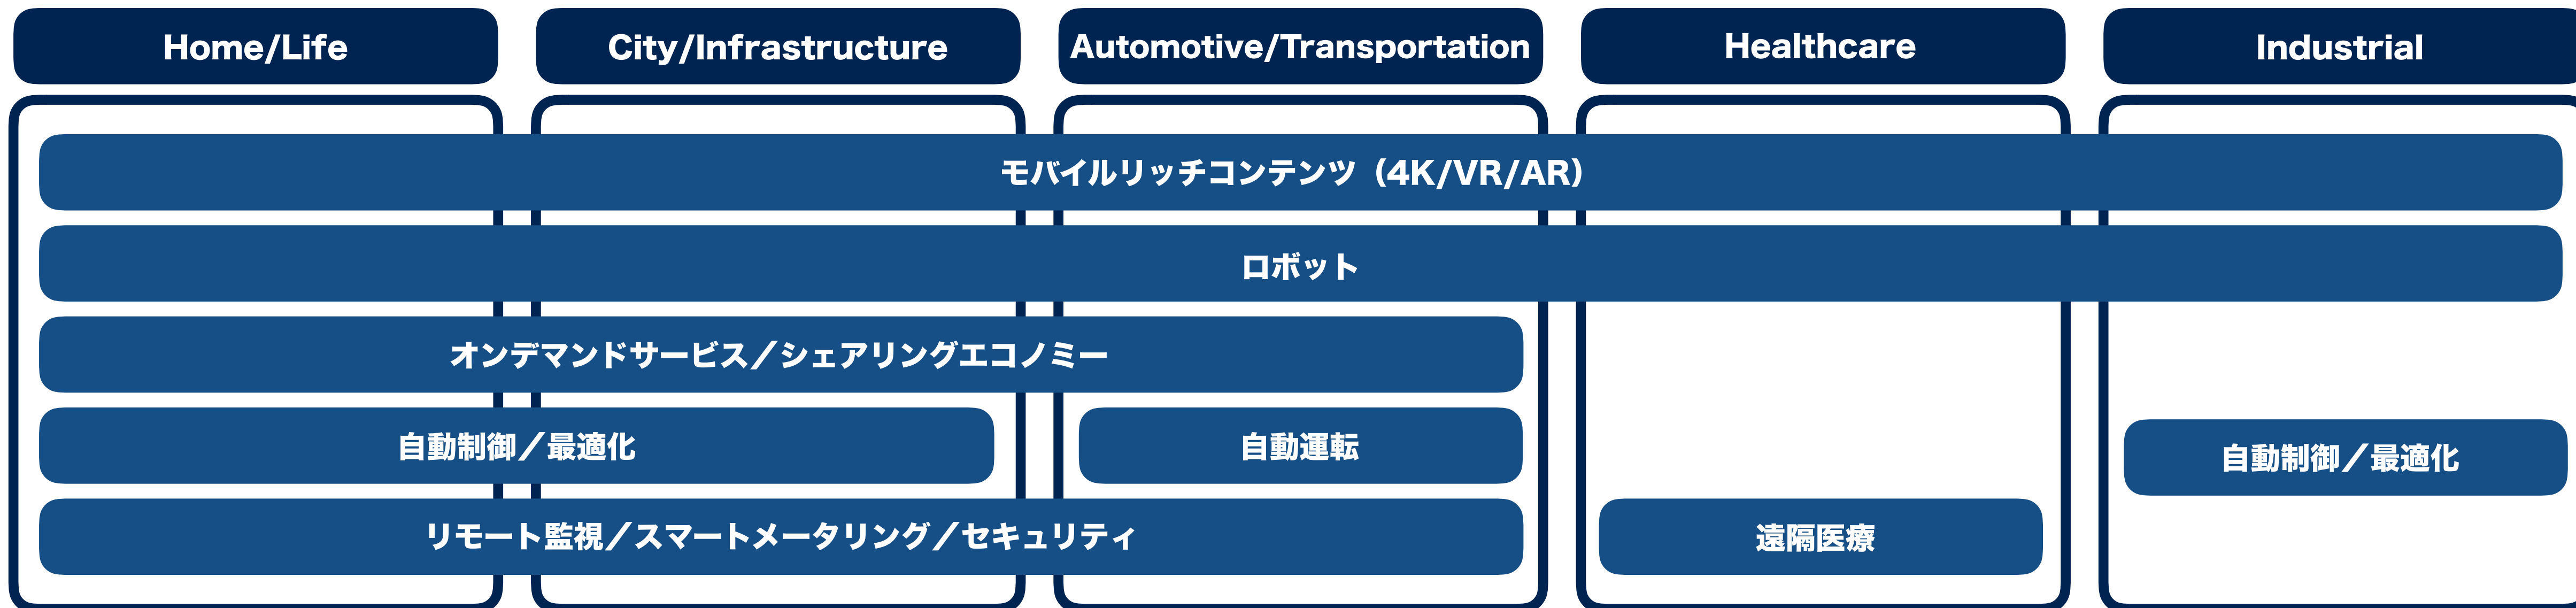 Home/Life
City/Infrastructure
Automotive/Transportation
Healthcare
Industrial
モバイルリッチコンテンツ（4K/VR/AR）
ロボット
オンデマンドサービス／シェアリングエコノミー
自動制御／最適化
自動運転
自動制御／最適化
リモート監視／スマートメータリング／セキュリティ
遠隔医療